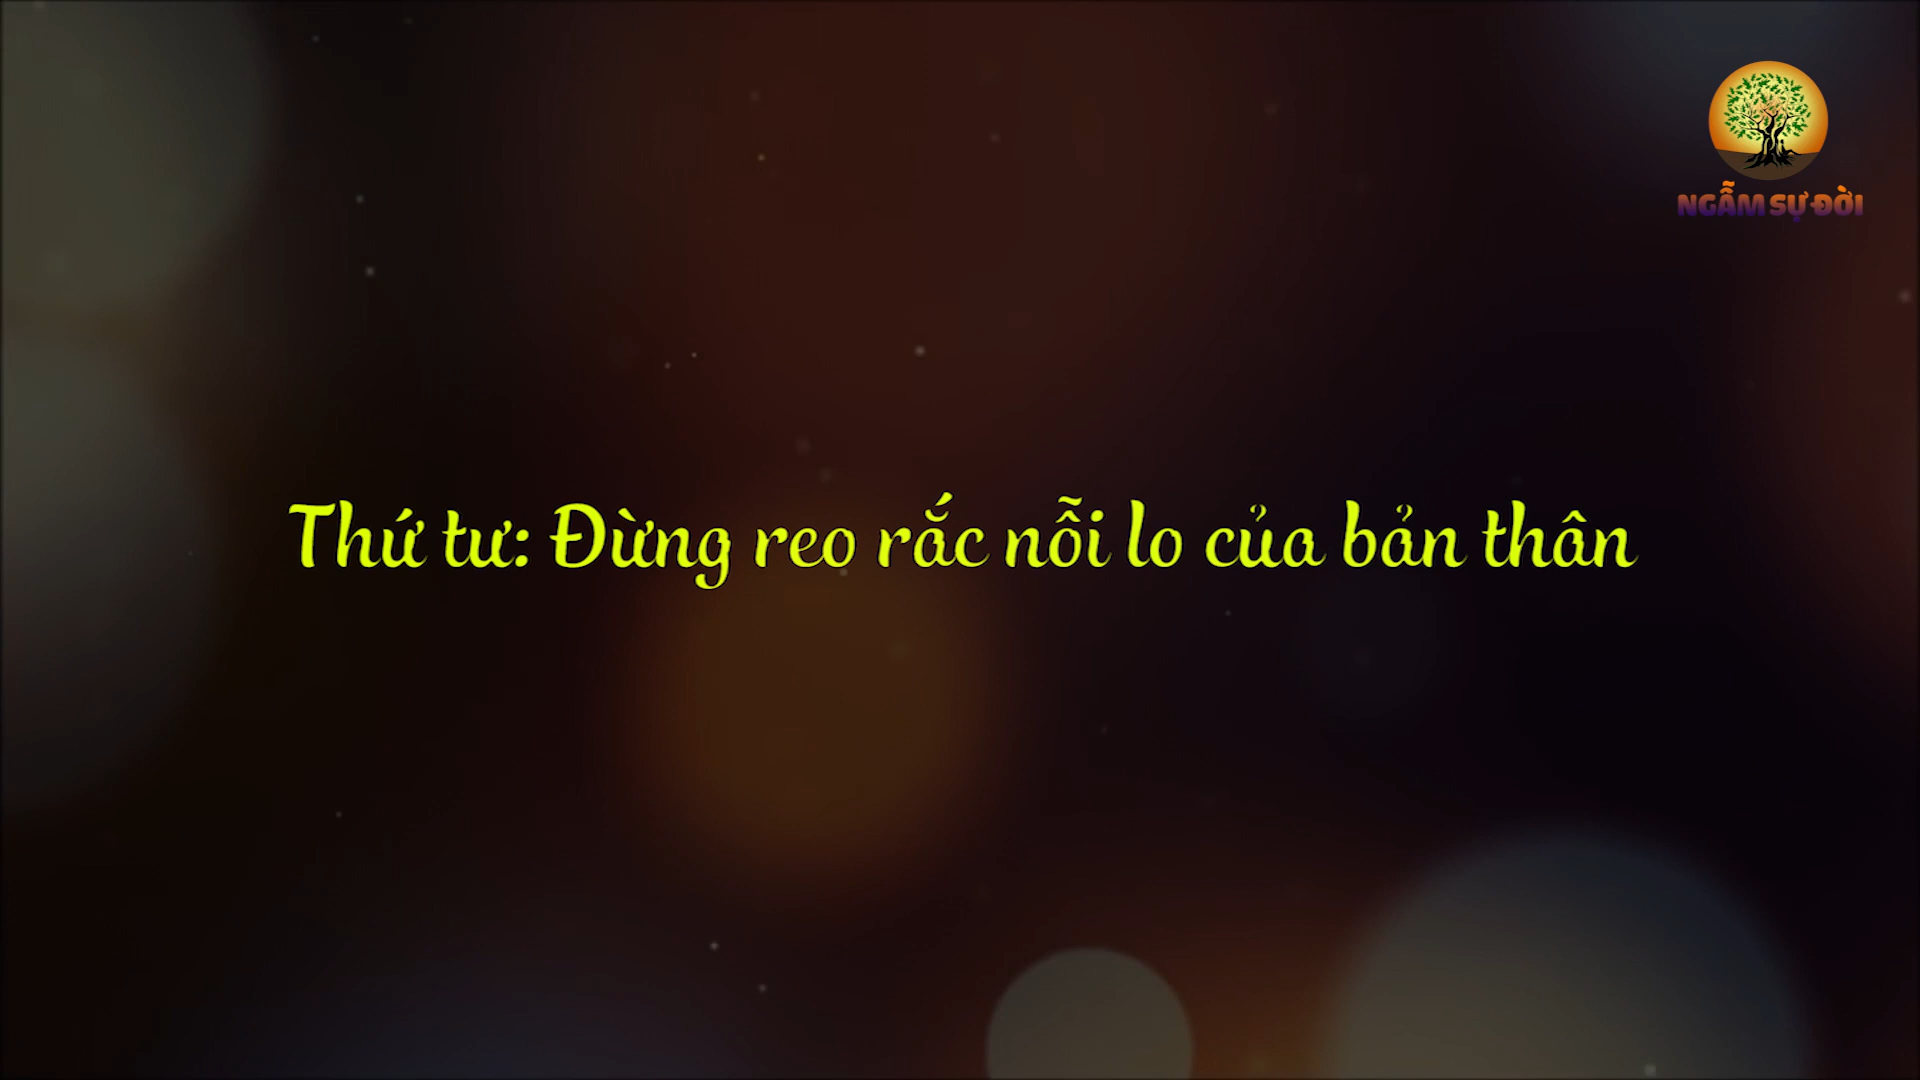 NGẪM SỰ ĐỜI
Thứ tư: Đừng reo rắc nỗi lo của bản thân